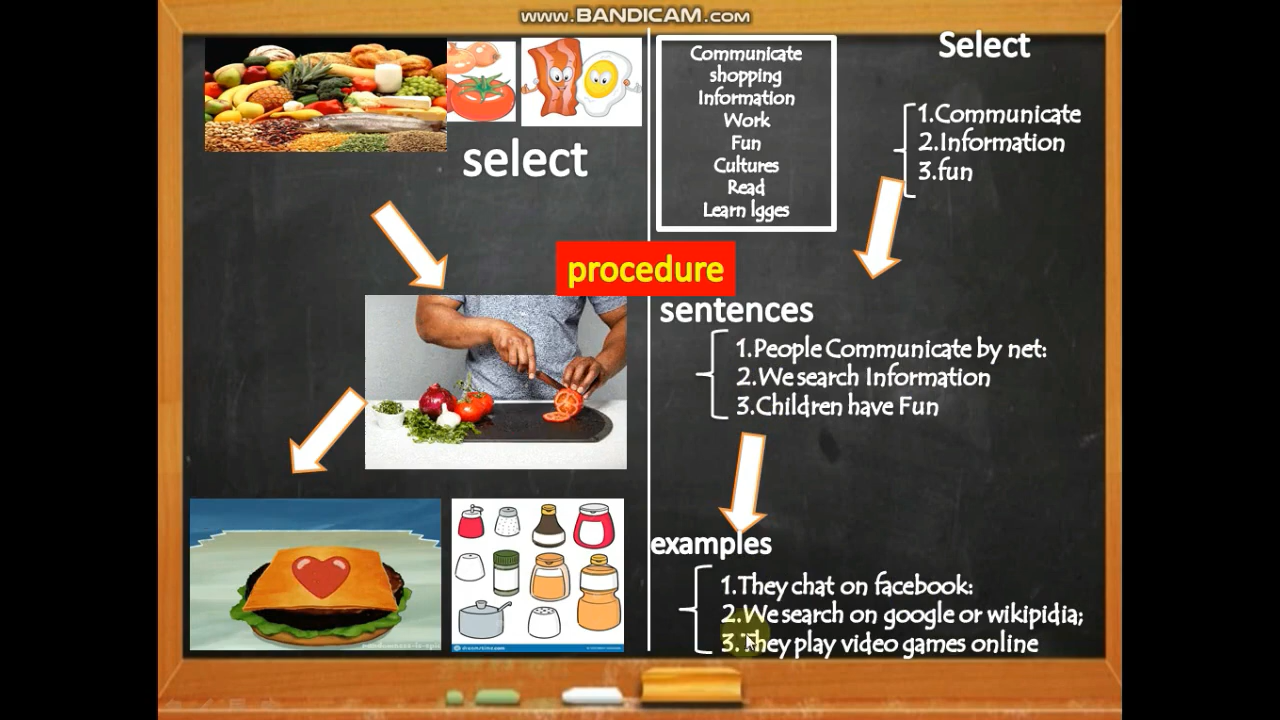 www.BANDICAM.com
select
procedure
Communicate
shopping
Information
Work
Fun
Cultures
Read
Learn lgges
Select
1.Communicate
2.Information
3.fun
sentences
1.People Communicate by net:
2.We search Information
3.Children have Fun
examples
1.They chat on facebook:
2.We search on google or wikipidia;
3.They play video games online